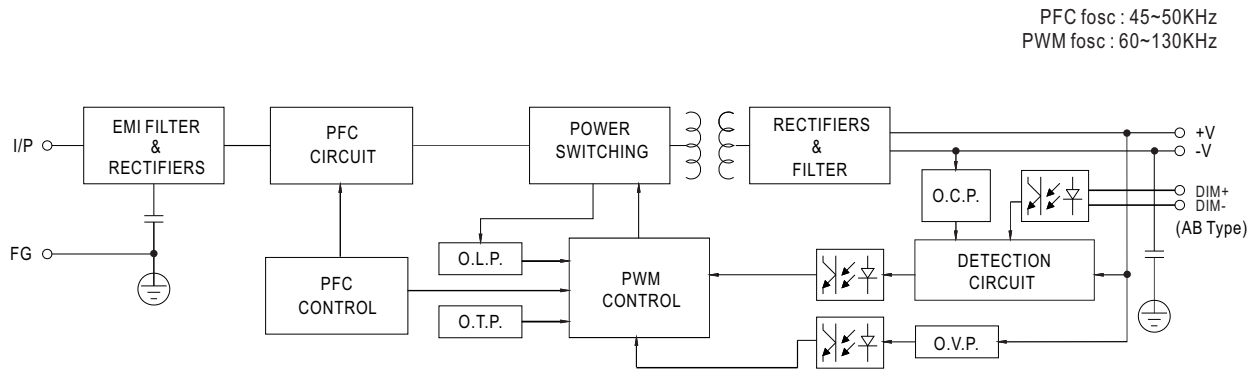 PFC fosc : 45~50KHz
PWM fosc : 60~130KHz
I/P
EMI FILTER
&
RECTIFIERS
PFC
CIRCUIT
POWER
SWITCHING
RECTIFIERS
&
FILTER
+V
-V
O.C.P.
DIM+
DIM-
(AB Type)
FG
O.L.P.
PFC
CONTROL
O.T.P.
PWM
CONTROL
DETECTION
CIRCUIT
O.V.P.